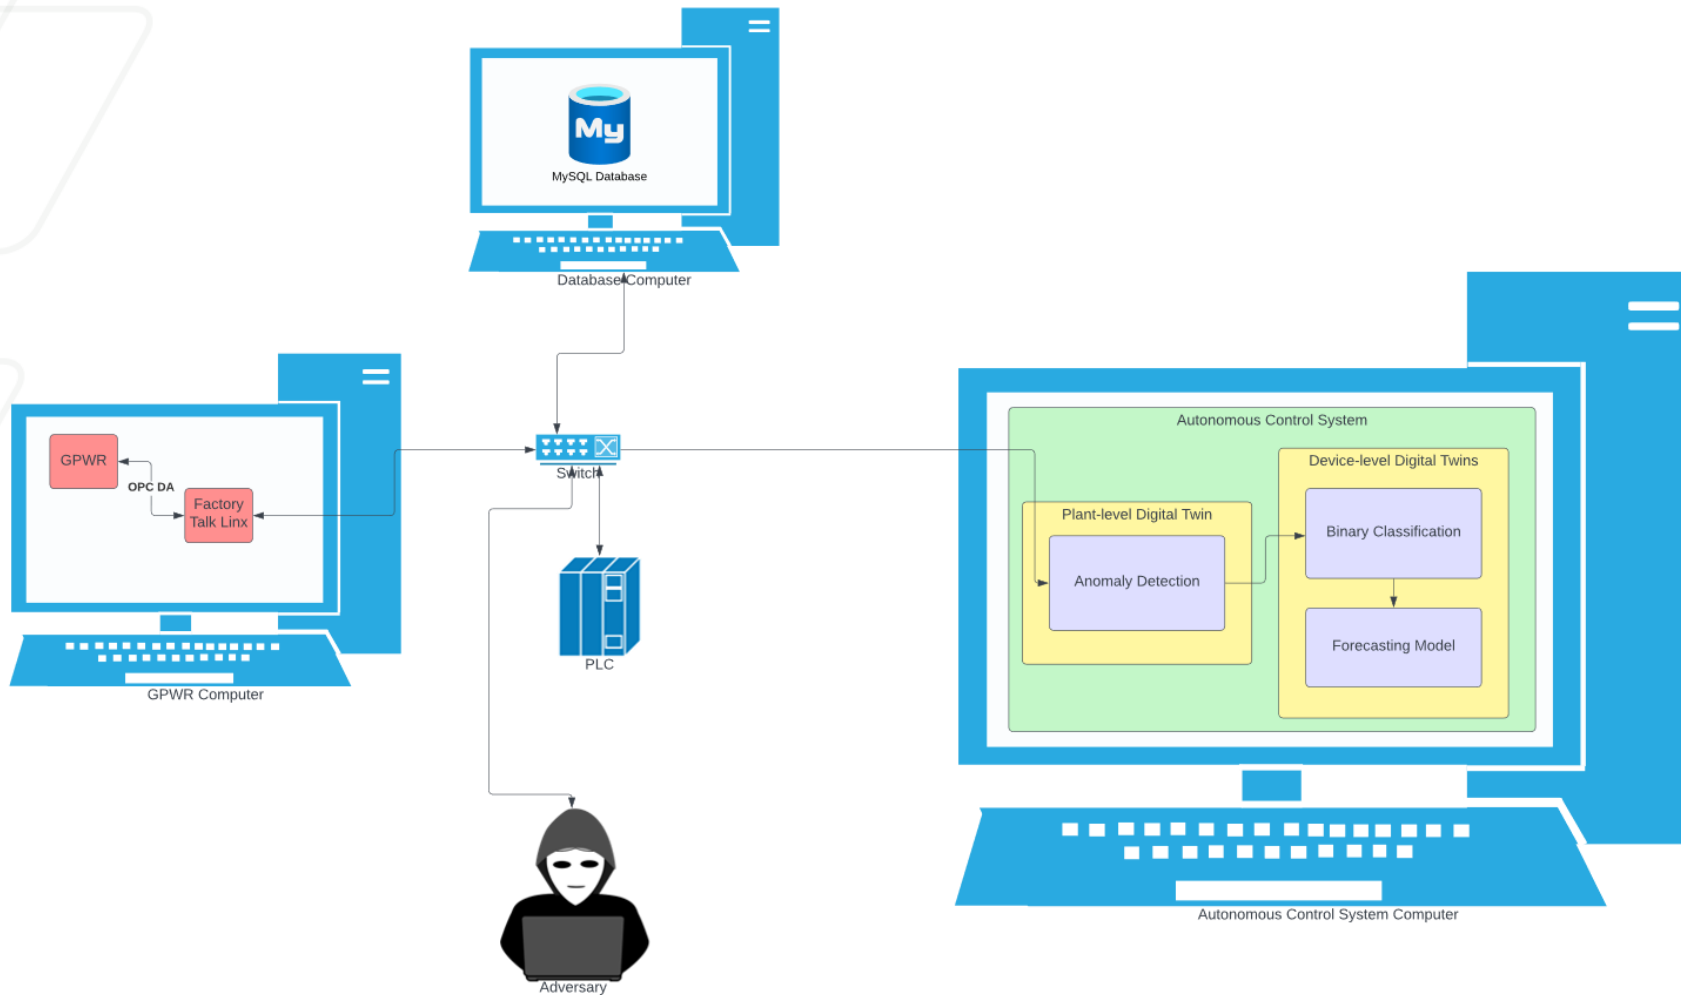 My
MySQL Database
Database Computer
GPWR
OPC DA
Factory
Talk Linx
GPWR Computer
Switch
PLC
Adversary
Autonomous Control System
Device-level Digital Twins
Plant-level Digital Twin
Binary Classification
Anomaly Detection
Forecasting Model
Autonomous Control System Computer